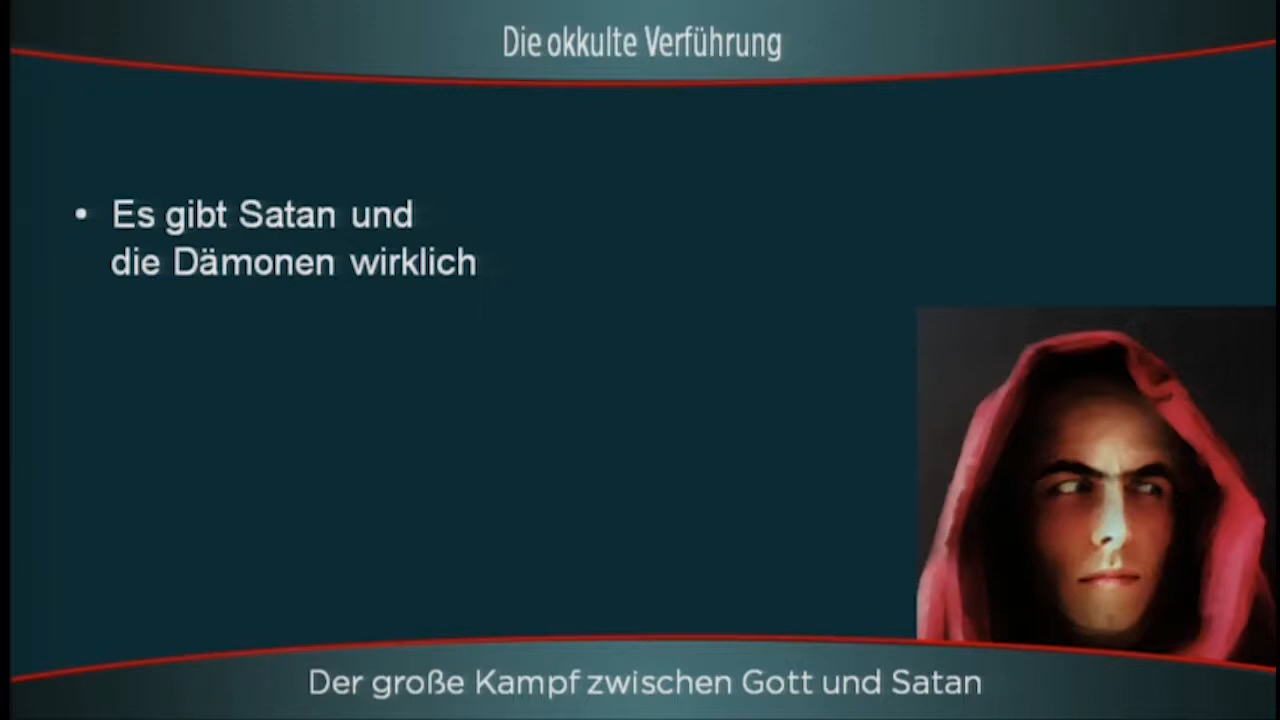 Die okkulte Verführung
• Es gibt Satan und
die Dämonen wirklich
Der große Kampf zwischen Gott und Satan